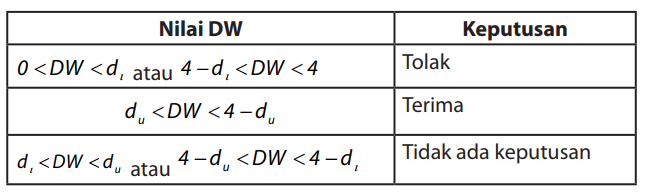 Nilai DW Keputusan
0 < DW < dₗ atau 4 – dₗ < DW < 4 Tolak
dᵤ < DW < 4 – dᵤ Terima
dₗ < DW < dᵤ atau 4 – dᵤ < DW < 4 – dₗ Tidak ada keputusan